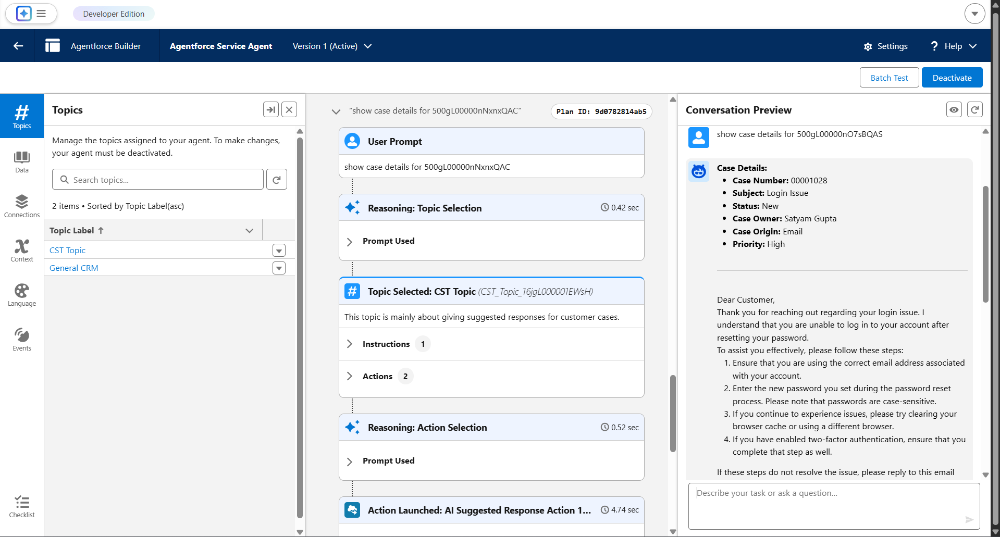 Developer Edition
Agentforce Builder
Agentforce Service Agent
Version 1 (Active)
Settings
? Help
Batch Test
Deactivate
Topics
Data
Connections
Context
Language
Events
Checklist
Topics
Manage the topics assigned to your agent. To make changes,
your agent must be deactivated.
Search topics...
2 items • Sorted by Topic Label(asc)
Topic Label ↑
CST Topic
General CRM
“show case details for 500gL00000nNxnxQAC”
Plan ID: 9d0782814ab5
User Prompt
show case details for 500gL00000nNxnxQAC
Reasoning: Topic Selection
0.42 sec
Prompt Used
# Topic Selected: CST Topic (CST_Topic_16jgL000001EWsH)
This topic is mainly about giving suggested responses for customer cases.
Instructions 1
Actions 2
Reasoning: Action Selection
0.52 sec
Prompt Used
Action Launched: AI Suggested Response Action 1...
4.74 sec
Conversation Preview
show case details for 500gL00000nO7sBQAS
Case Details:
• Case Number: 00001028
• Subject: Login Issue
• Status: New
• Case Owner: Satyam Gupta
• Case Origin: Email
• Priority: High
Dear Customer,
Thank you for reaching out regarding your login issue. I
understand that you are unable to log in to your account after
resetting your password.
To assist you effectively, please follow these steps:
1. Ensure that you are using the correct email address associated
with your account.
2. Enter the new password you set during the password reset
process. Please note that passwords are case-sensitive.
3. If you continue to experience issues, please try clearing your
browser cache or using a different browser.
4. If you have enabled two-factor authentication, ensure that you
complete that step as well.
If these steps do not resolve the issue, please reply to this email
Describe your task or ask a question...